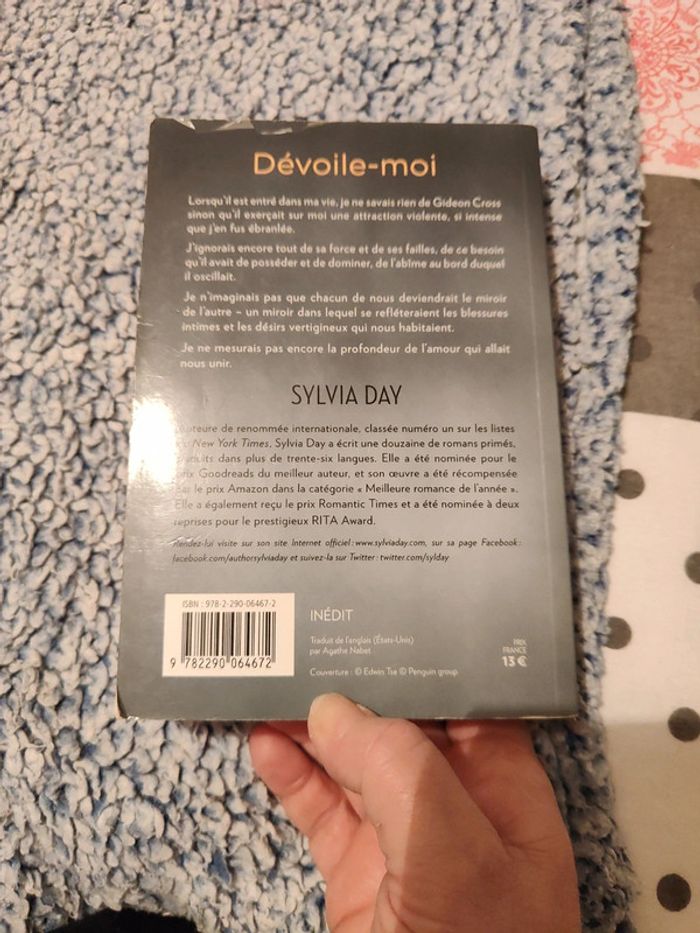 Dévoile-moi
Lorsqu'il est entré dans ma vie, je ne savais rien de Gideon Cross
sinon qu'il exerçait sur moi une attraction violente, si intense
que j'en fus ébranlée.
J'ignorais encore tout de sa force et de ses failles, de ce besoin
qu'il avait de posséder et de dominer, de l'abîme au bord duquel
il oscillait.
Je n'imaginais pas que chacun de nous deviendrait le miroir
de l'autre – un miroir dans lequel se refléteraient les blessures
intimes et les désirs vertigineux qui nous habitaient.
Je ne mesurais pas encore la profondeur de l'amour qui allait
nous unir.
SYLVIA DAY
de renommée internationale, classée numéro un sur les listes
New York Times, Sylvia Day a écrit une douzaine de romans primés,
dans plus de trente-six langues. Elle a été nominée pour le
prix Goodreads du meilleur auteur, et son œuvre a été récompensée
par le prix Amazon dans la catégorie « Meilleure romance de l'année ».
Elle a également reçu le prix Romantic Times et a été nominée à deux
reprises pour le prestigieux RITA Award.
Rendez-lui visite sur son site Internet officiel : www.sylviaday.com, sur sa page Facebook :
facebook.com/authorsylviaday et suivez-la sur Twitter : twitter.com/sylday
ISBN : 978-2-290-06467-2
9 782290 064672
INÉDIT
Traduit de l'anglais (États-Unis)
par Agathe Nabet
Couverture : © Edwin Tse © Penguin group.
PRIX
FRANCE
13 €